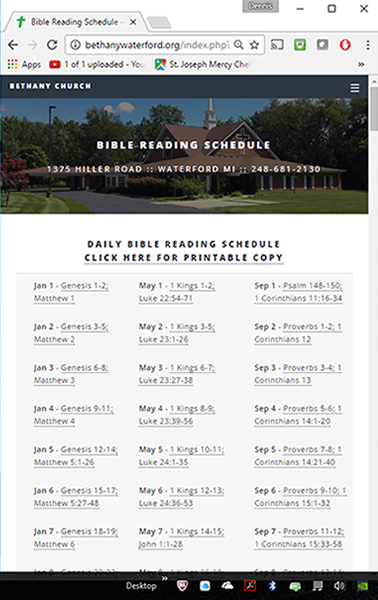 Dennis
Bible Reading Schedule -
bethanywaterford.org/index.php?
Apps
1 of 1 uploaded - You
St. Joseph Mercy Chel
BETHANY CHURCH
BIBLE READING SCHEDULE
1375 HILLER ROAD :: WATERFORD MI :: 248-681-2130
DAILY BIBLE READING SCHEDULE
CLICK HERE FOR PRINTABLE COPY
Jan 1 - Genesis 1-2;
Matthew 1
Jan 2 - Genesis 3-5;
Matthew 2
Jan 3 - Genesis 6-8;
Matthew 3
Jan 4 - Genesis 9-11;
Matthew 4
Jan 5 - Genesis 12-14;
Matthew 5:1-26
Jan 6 - Genesis 15-17;
Matthew 5:27-48
Jan 7 - Genesis 18-19;
Matthew 6
May 1 - 1 Kings 1-2;
Luke 22:54-71
May 2 - 1 Kings 3-5;
Luke 23:1-26
May 3 - 1 Kings 6-7;
Luke 23:27-38
May 4 - 1 Kings 8-9;
Luke 23:39-56
May 5 - 1 Kings 10-11;
Luke 24:1-35
May 6 - 1 Kings 12-13;
Luke 24:36-53
May 7 - 1 Kings 14-15;
John 1:1-28
Sep 1 - Psalm 148-150;
1 Corinthians 11:16-34
Sep 2 - Proverbs 1-2; 1
Corinthians 12
Sep 3 - Proverbs 3-4; 1
Corinthians 13
Sep 4 - Proverbs 5-6; 1
Corinthians 14:1-20
Sep 5 - Proverbs 7-8; 1
Corinthians 14:21-40
Sep 6 - Proverbs 9-10; 1
Corinthians 15:1-32
Sep 7 - Proverbs 11-12;
1 Corinthians 15:33-58
Desktop